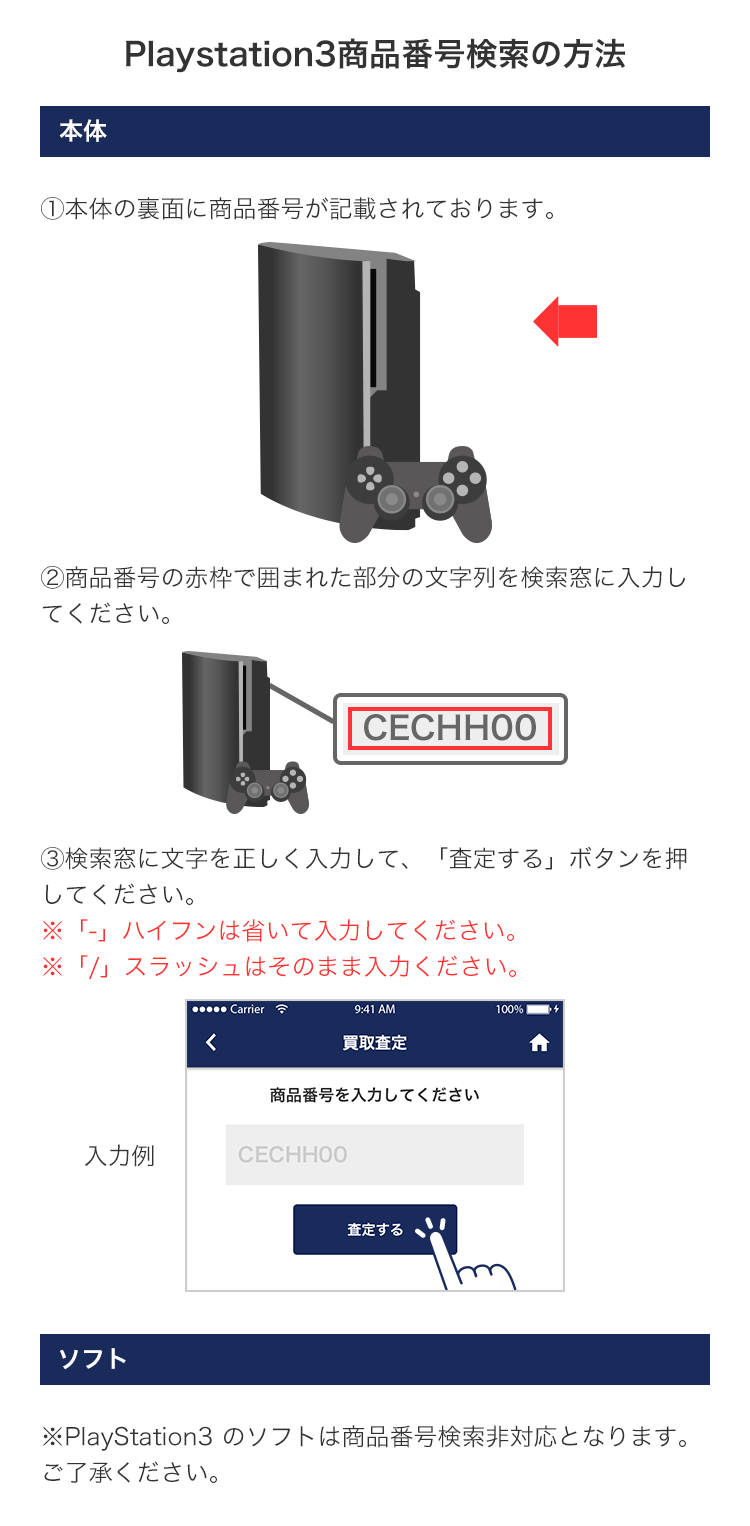 Playstation3商品番号検索の方法
本体
①本体の裏面に商品番号が記載されております。
②商品番号の赤枠で囲まれた部分の文字列を検索窓に入力し
てください。
CECHH00
③検索窓に文字を正しく入力して、「査定する」ボタンを押
してください。
※「-」ハイフンは省いて入力してください。
※「/」スラッシュはそのまま入力ください。
Carrier 9:41 AM 100%
買取査定
商品番号を入力してください
入力例
CECHH00
査定する
ソフト
※PlayStation3 のソフトは商品番号検索非対応となります。
ご了承ください。